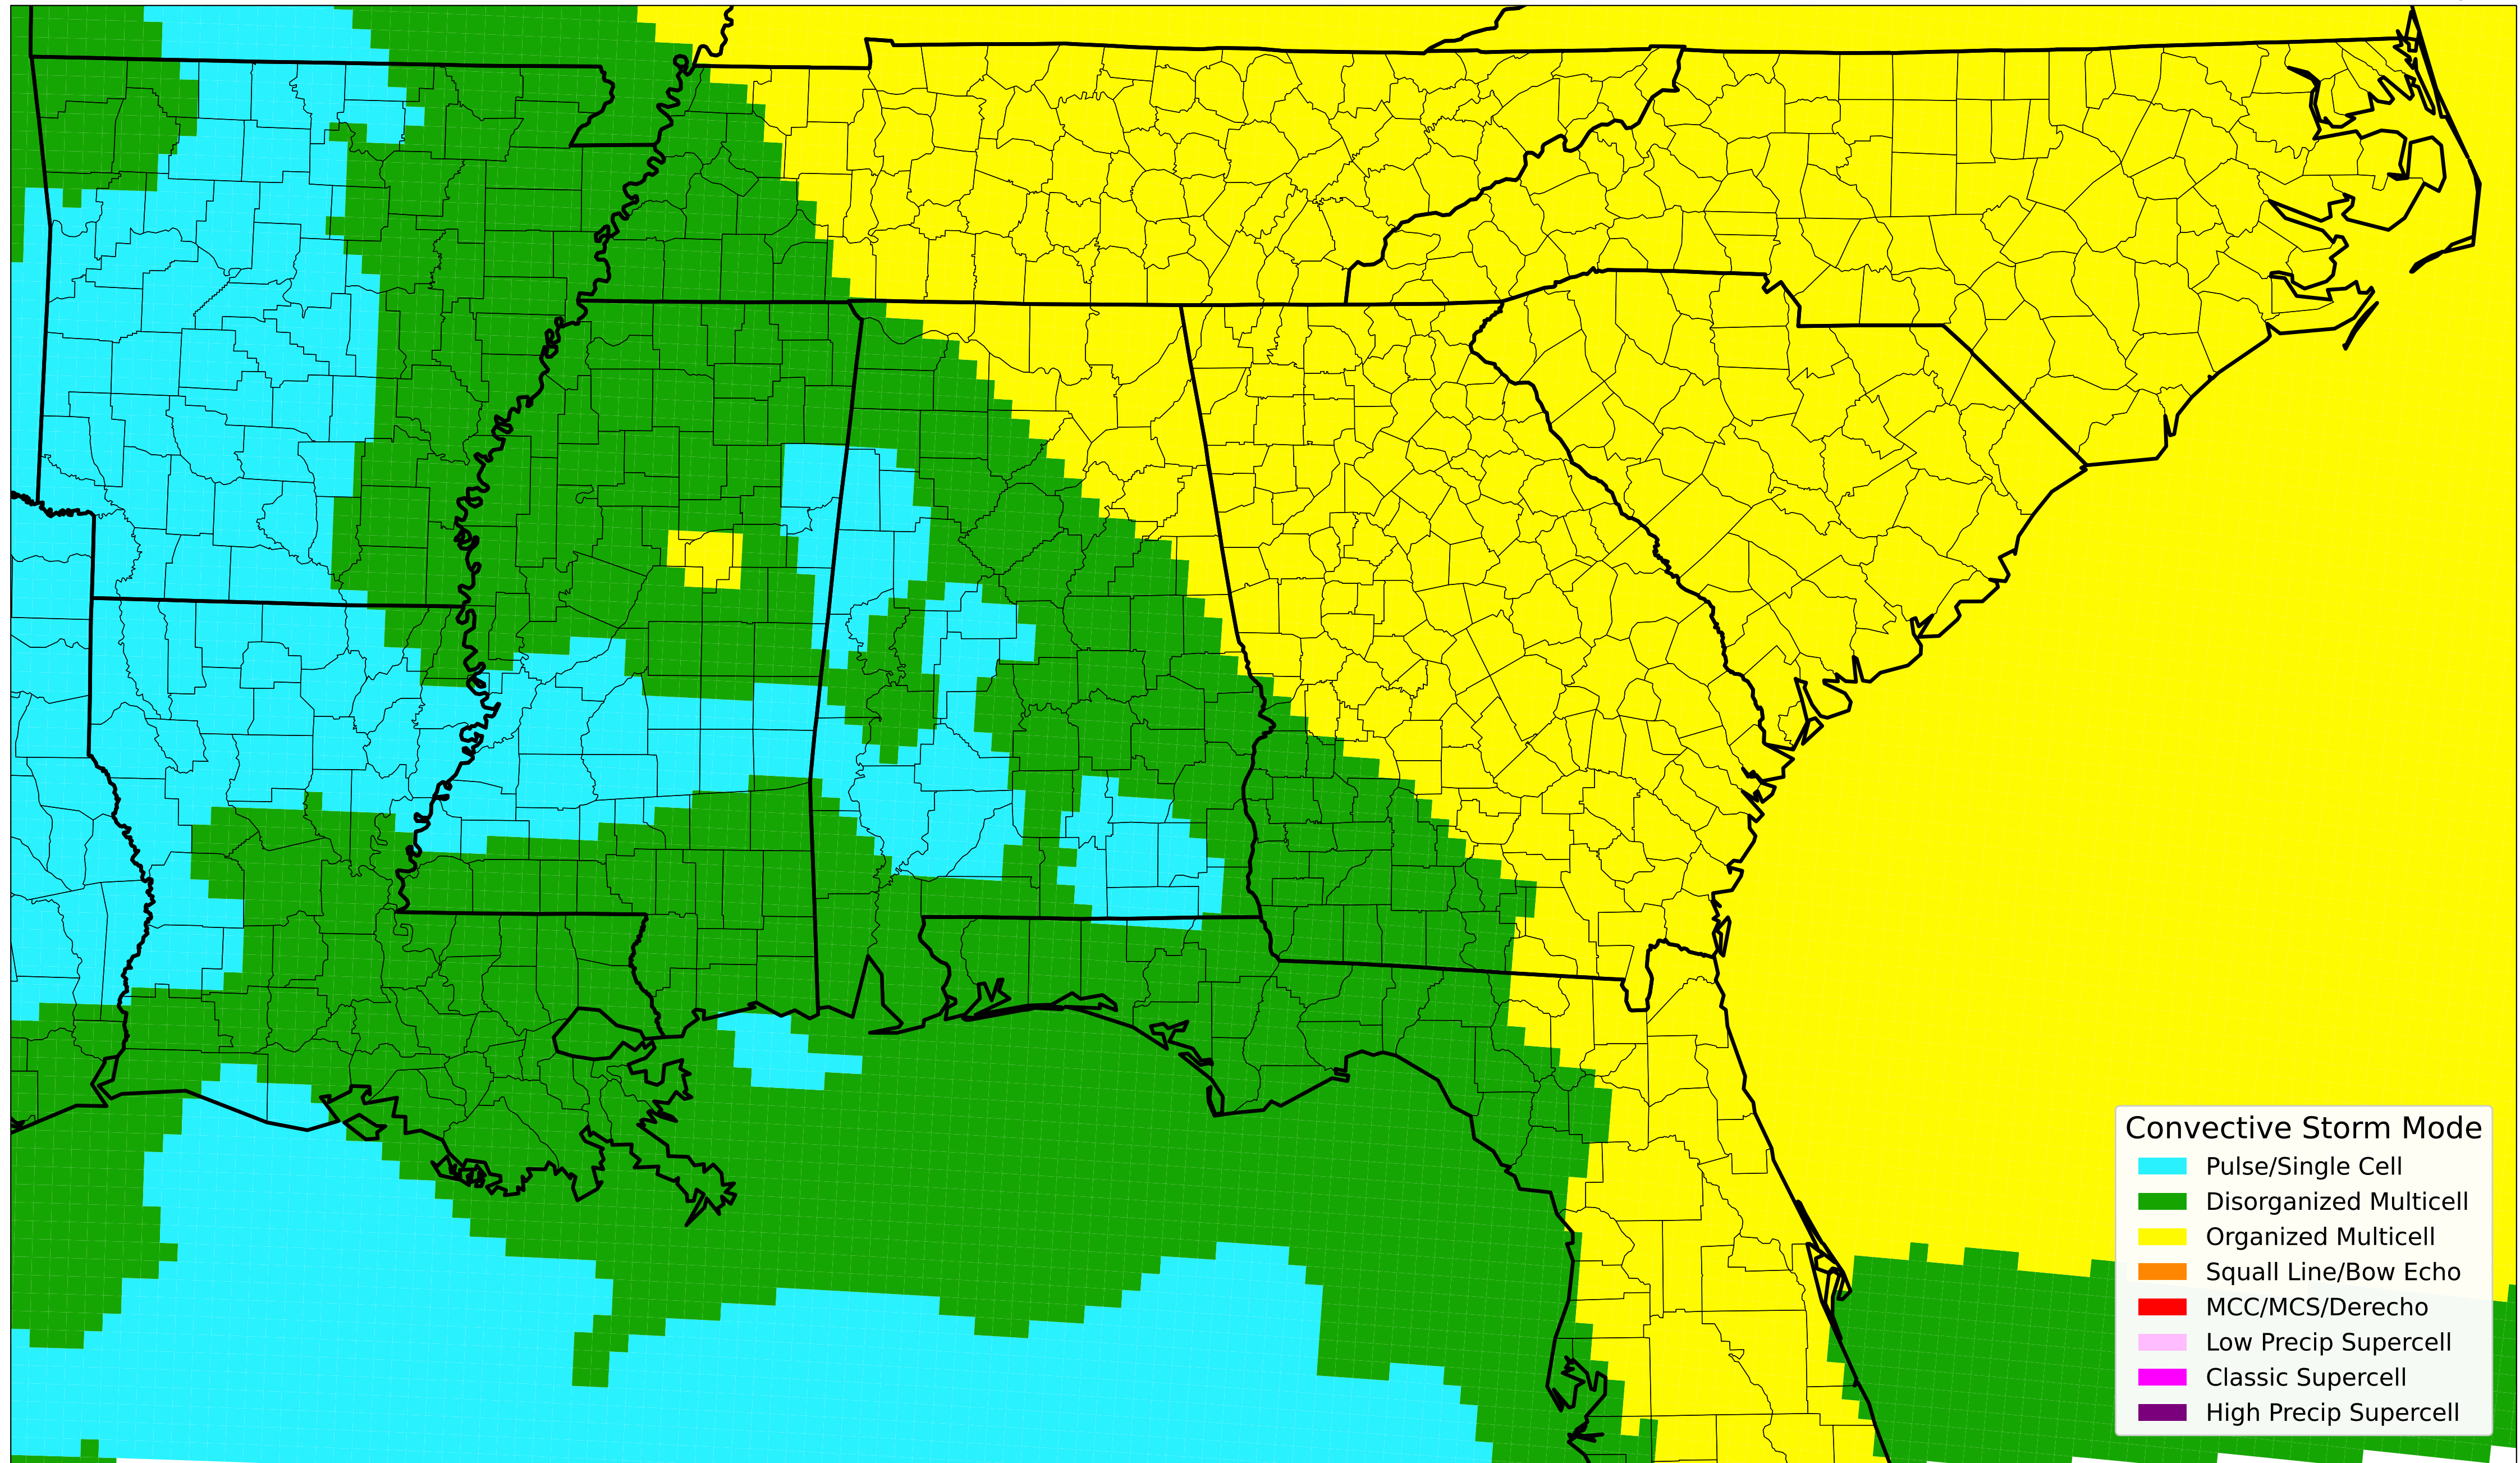 Convective Storm Mode
Pulse/Single Cell
Disorganized Multicell
Organized Multicell
Squall Line/Bow Echo
MCC/MCS/Derecho
Low Precip Supercell
Classic Supercell
High Precip Supercell